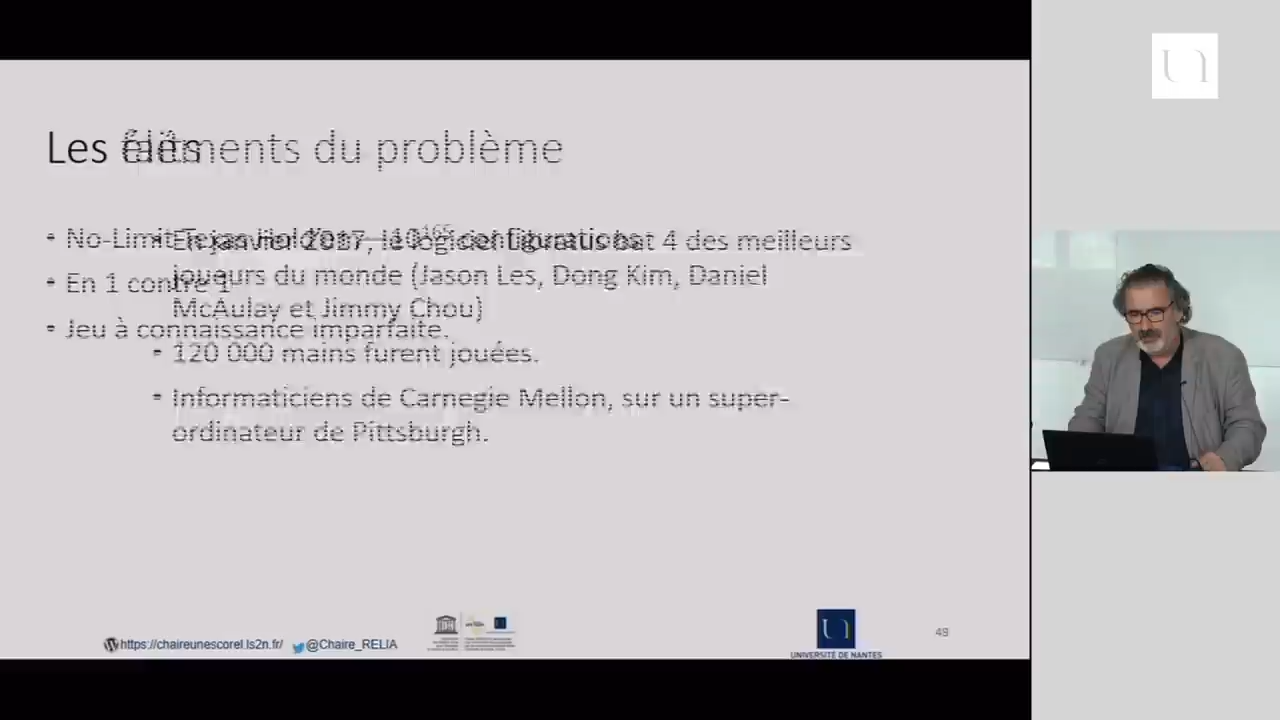 Les éléments du problème
Les faits
• No-Limit Texas Hold'em configurations
• En 1 contre 1
• Jeu à connaissance imparfaite.
• En janvier 2017, le logiciel Libratus bat 4 des meilleurs
joueurs du monde (Jason Les, Dong Kim, Daniel
McAulay et Jimmy Chou)
• 120 000 mains furent jouées.
• Informaticiens de Carnegie Mellon, sur un super-
ordinateur de Pittsburgh.
https://chaireunescorel.ls2n.fr/ @Chaire_RELIA
UNIVERSITÉ DE NANTES
49